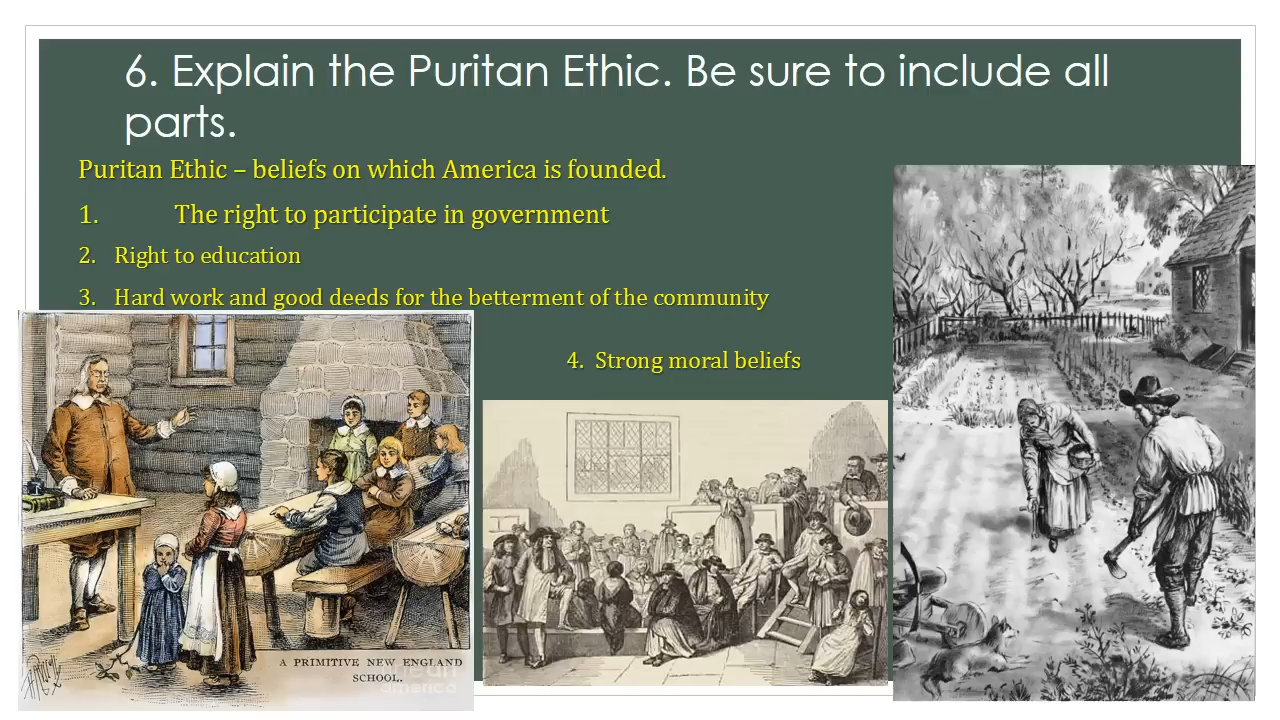 6. Explain the Puritan Ethic. Be sure to include all
parts.
Puritan Ethic – beliefs on which America is founded.
1. The right to participate in government
2. Right to education
3. Hard work and good deeds for the betterment of the community
4. Strong moral beliefs
A PRIMITIVE NEW ENGLAND
SCHOOL.
america